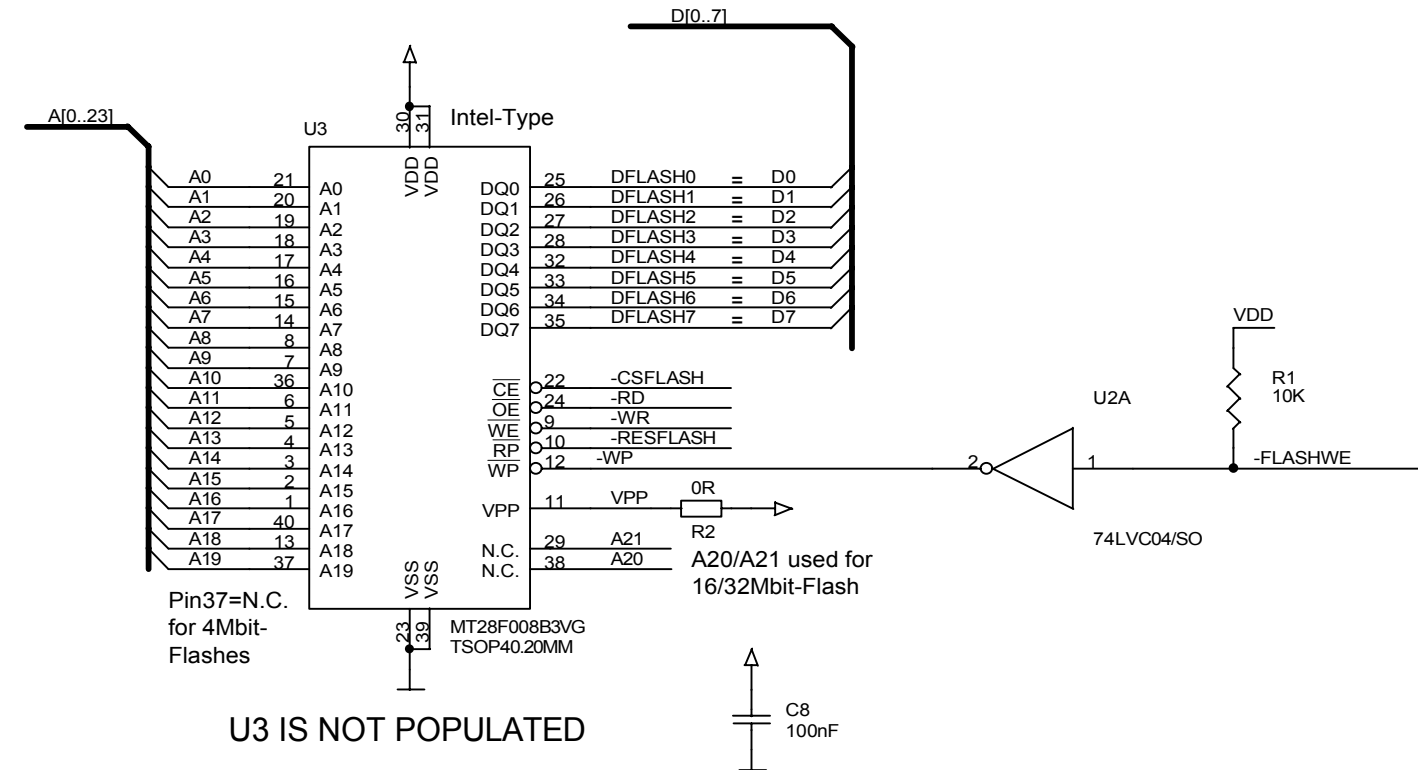 D[0..7]
A[0..23]
U3
30
31
Intel-Type
VDD
VDD
A0 21 A0 DQ0 25 DFLASH0 = D0
A1 20 A1 DQ1 26 DFLASH1 = D1
A2 19 A2 DQ2 27 DFLASH2 = D2
A3 18 A3 DQ3 28 DFLASH3 = D3
A4 17 A4 DQ4 32 DFLASH4 = D4
A5 16 A5 DQ5 33 DFLASH5 = D5
A6 15 A6 DQ6 34 DFLASH6 = D6
A7 14 A7 DQ7 35 DFLASH7 = D7
A8 8 A8
A9 7 A9
A10 36 A10 CE 22 -CSFLASH
A11 6 A11 OE 24 -RD
A12 5 A12 WE 9 -WR
A13 4 A13 RP 10 -RESFLASH
A14 3 A14 WP 12 -WP
A15 2 A15
A16 1 A16 VPP 11 VPP 0R
R2
A17 40 A17
A18 13 A18 N.C. 29 A21
A19 37 A19 N.C. 38 A20
A20/A21 used for
16/32Mbit-Flash
VDD
R1
10K
U2A
2
1
-FLASHWE
74LVC04/SO
VSS
VSS
23
39
Pin37=N.C.
for 4Mbit-
Flashes
MT28F008B3VG
TSOP40.20MM
U3 IS NOT POPULATED
C8
100nF